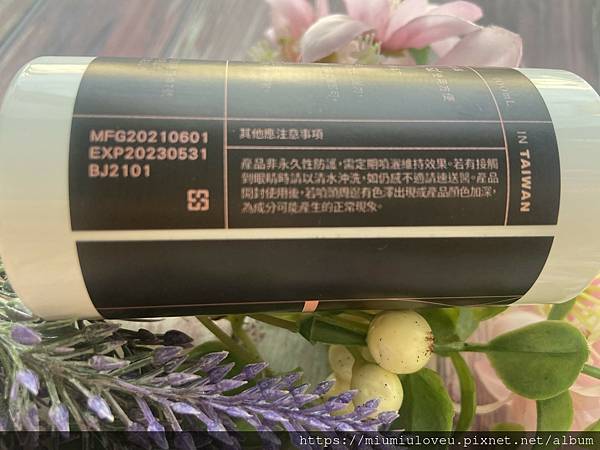 MFG20210601
EXP20230531
BJ2101
其他應注意事項
產品非永久性防護，需定期噴灑維持效果。若有接觸
到眼睛時請以清水沖洗，如仍感不適請速送醫。產品
開封使用後，若噴頭周邊有色澤出現或產品顏色加深，
為成分可能產生的正常現象。
IN TAIWAN
https://miumiuloveu.pixnet.net/album